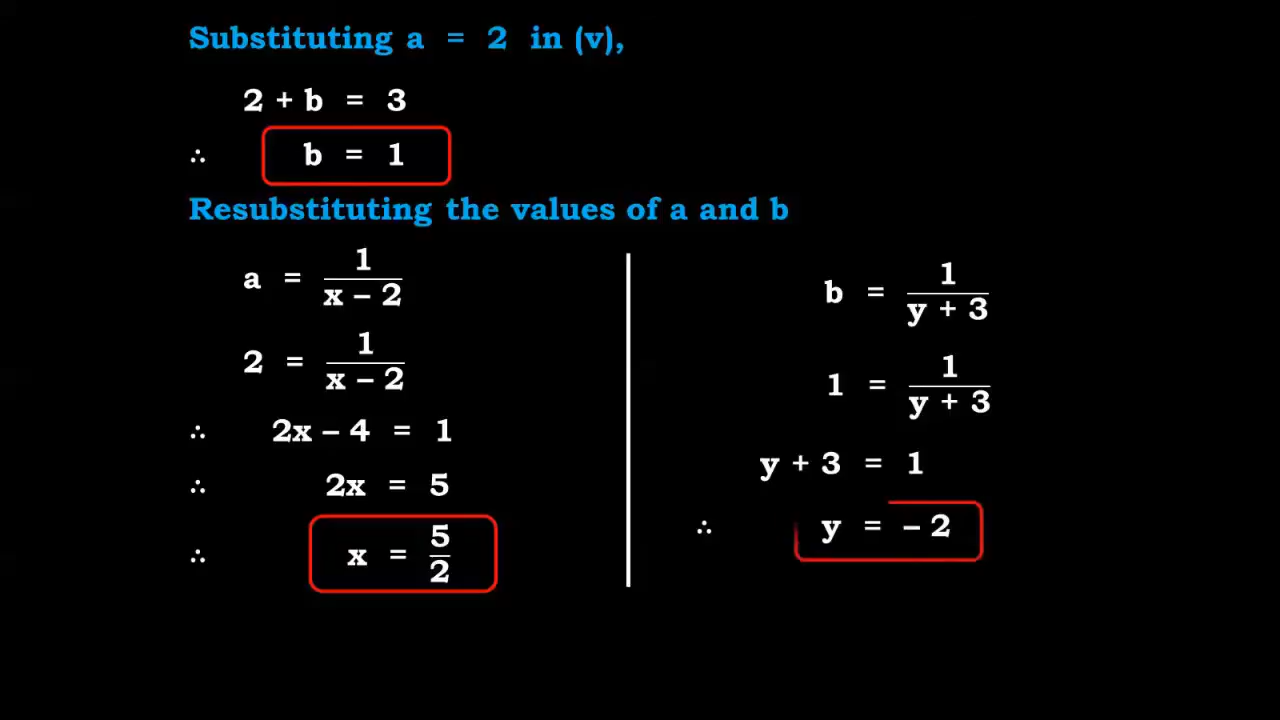 Substituting a = 2 in (v),
2 + b = 3
∴ b = 1
Resubstituting the values of a and b
a = 1/(x – 2)
2 = 1/(x – 2)
∴ 2x – 4 = 1
∴ 2x = 5
∴ x = 5/2
b = 1/(y + 3)
1 = 1/(y + 3)
y + 3 = 1
∴ y = – 2